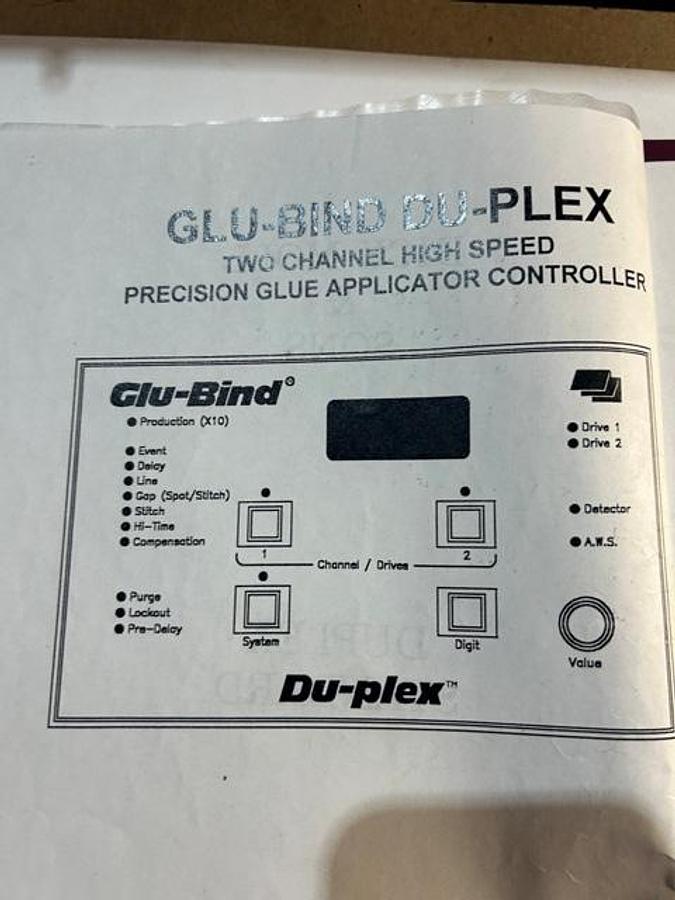 GLU-BIND DU-PLEX
TWO CHANNEL HIGH SPEED
PRECISION GLUE APPLICATOR CONTROLLER
Glu-Bind®
Production (X10)
Event
Delay
Line
Gap (Spot/Stitch)
Stitch
Hi-Time
Compensation
Purge
Lockout
Pre-Delay
1
2
Channel / Drives
System
Digit
Drive 1
Drive 2
Detector
A.W.S.
Value
Du-plex™